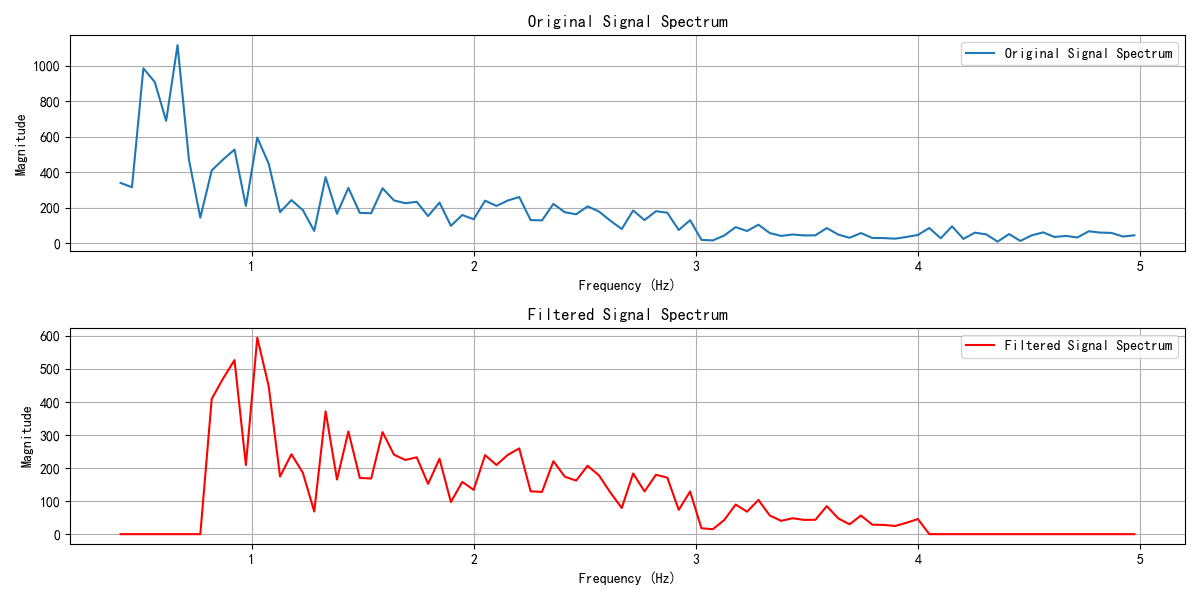 Original Signal Spectrum
Original Signal Spectrum
Magnitude
1000
800
600
400
200
0
1 2 3 4 5
Frequency (Hz)
Filtered Signal Spectrum
Filtered Signal Spectrum
Magnitude
600
500
400
300
200
100
0
1 2 3 4 5
Frequency (Hz)